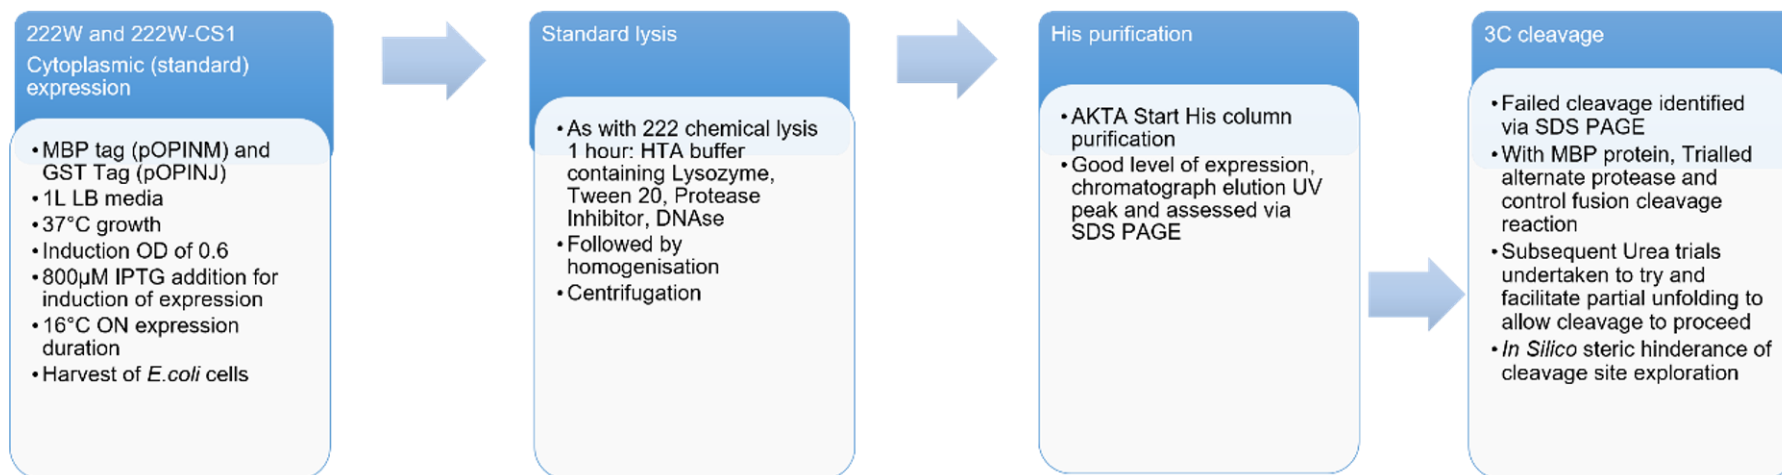 222W and 222W-CS1
Cytoplasmic (standard)
expression
•MBP tag (pOPINM) and
GST Tag (pOPINJ)
•1L LB media
•37°C growth
•Induction OD of 0.6
•800µM IPTG addition for
induction of expression
•16°C ON expression
duration
•Harvest of E.coli cells
Standard lysis
•As with 222 chemical lysis
1 hour: HTA buffer
containing Lysozyme,
Tween 20, Protease
Inhibitor, DNAse
•Followed by
homogenisation
•Centrifugation
His purification
•AKTA Start His column
purification
•Good level of expression,
chromatograph elution UV
peak and assessed via
SDS PAGE
3C cleavage
•Failed cleavage identified
via SDS PAGE
•With MBP protein, Trialled
alternate protease and
control fusion cleavage
reaction
•Subsequent Urea trials
undertaken to try and
facilitate partial unfolding to
allow cleavage to proceed
•In Silico steric hinderance of
cleavage site exploration